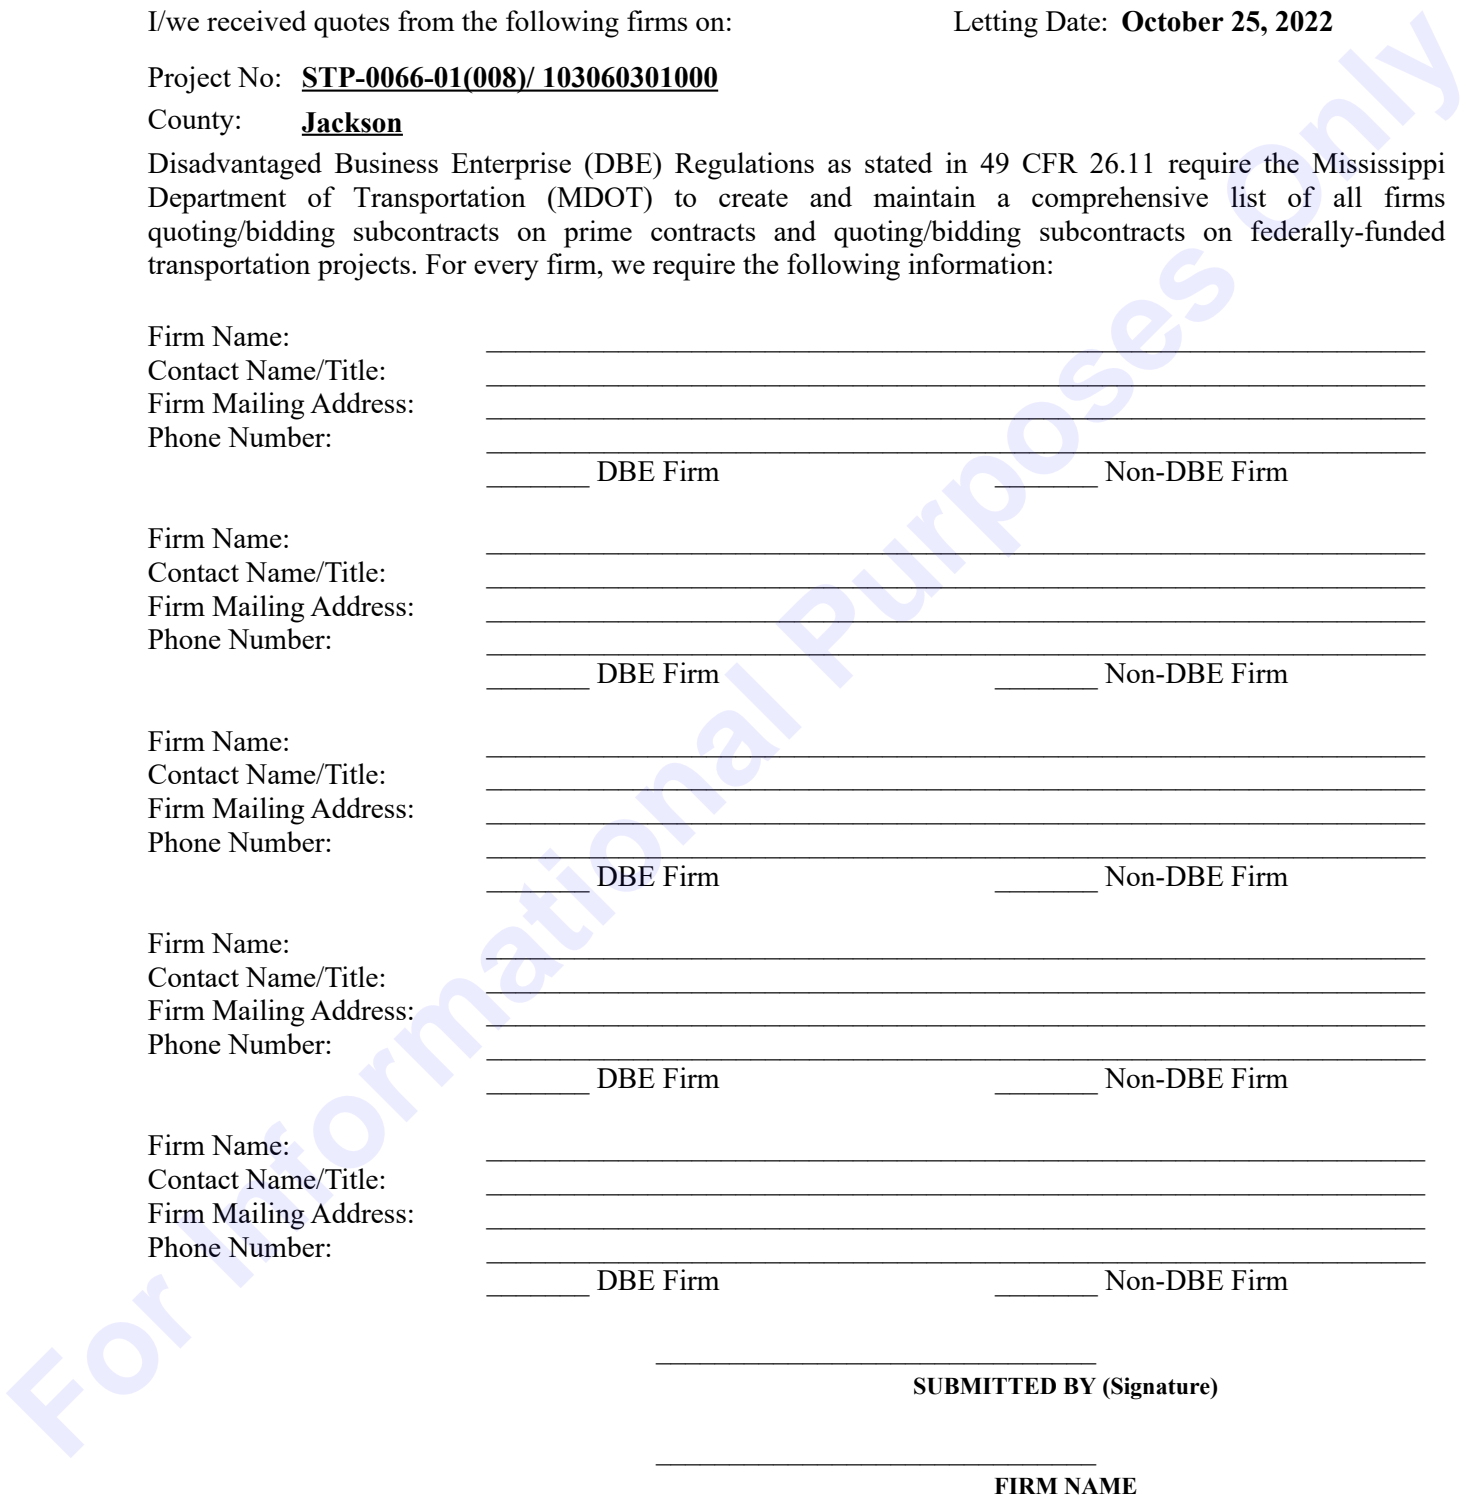 I/we received quotes from the following firms on: Letting Date: October 25, 2022
Project No: STP-0066-01(008)/ 103060301000
County: Jackson
Disadvantaged Business Enterprise (DBE) Regulations as stated in 49 CFR 26.11 require the Mississippi
Department of Transportation (MDOT) to create and maintain a comprehensive list of all firms
quoting/bidding subcontracts on prime contracts and quoting/bidding subcontracts on federally-funded
transportation projects. For every firm, we require the following information:
Firm Name:
Contact Name/Title:
Firm Mailing Address:
Phone Number:
DBE Firm Non-DBE Firm
Firm Name:
Contact Name/Title:
Firm Mailing Address:
Phone Number:
DBE Firm Non-DBE Firm
Firm Name:
Contact Name/Title:
Firm Mailing Address:
Phone Number:
DBE Firm Non-DBE Firm
Firm Name:
Contact Name/Title:
Firm Mailing Address:
Phone Number:
DBE Firm Non-DBE Firm
Firm Name:
Contact Name/Title:
Firm Mailing Address:
Phone Number:
DBE Firm Non-DBE Firm
SUBMITTED BY (Signature)
FIRM NAME
For Informational Purposes Only